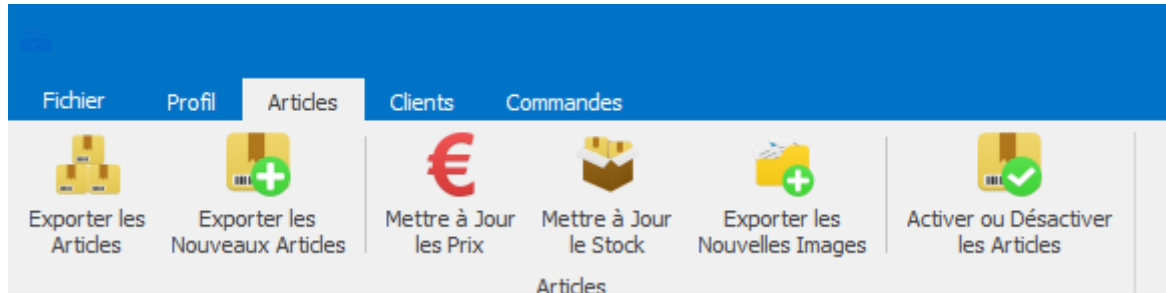 Fichier Profil Articles Clients Commandes
Exporter les Articles
Exporter les Nouveaux Articles
Mettre à Jour les Prix
Mettre à Jour le Stock
Exporter les Nouvelles Images
Activer ou Désactiver les Articles
Articles